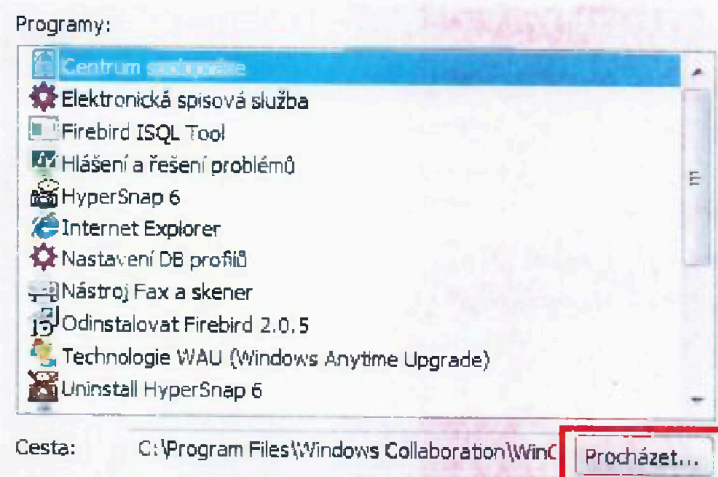 Programy:
Centrum spolupráce
Elektronická spisová služba
Firebird ISQL Tool
Hlášení a řešení problémů
HyperSnap 6
Internet Explorer
Nastavení DB profilů
Nástroj Fax a skener
Odinstalovat Firebird 2.0.5
Technologie WAU (Windows Anytime Upgrade)
Uninstall HyperSnap 6
Cesta: C:\Program Files\Windows Collaboration\WinC Procházet...